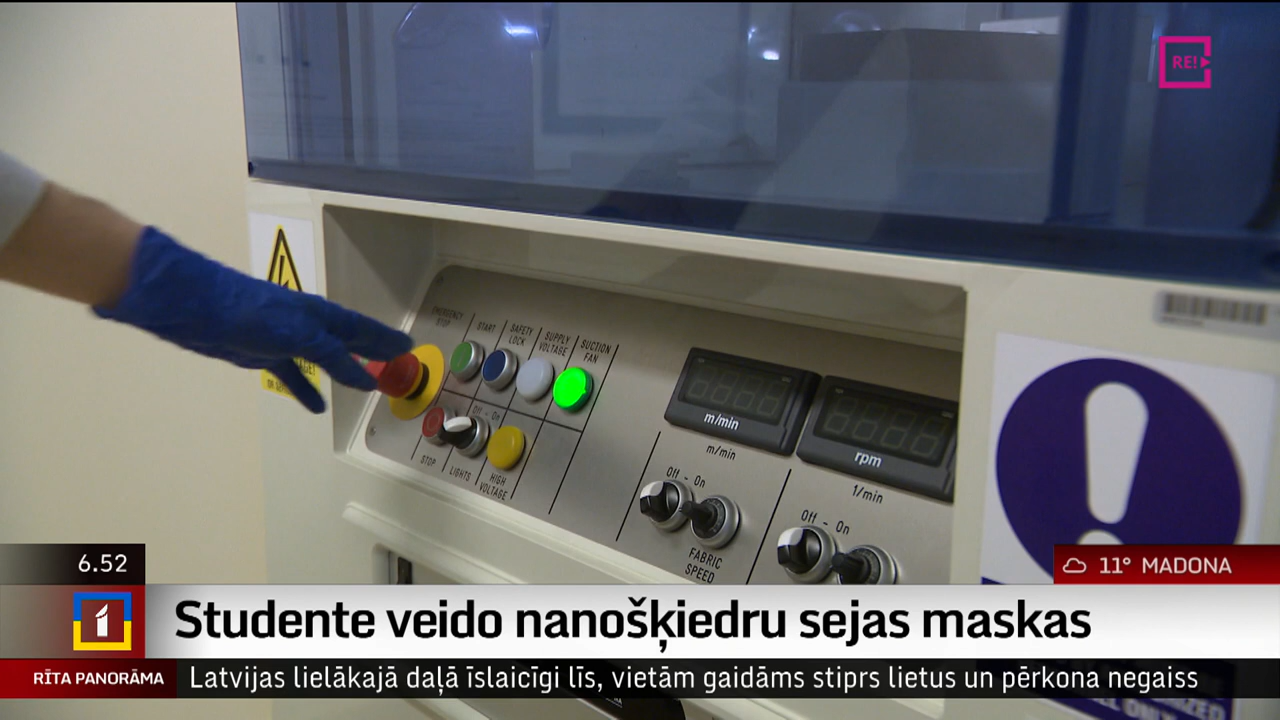 RE!
EMERGENCY STOP
START
SAFETY LOCK
SUPPLY VOLTAGE
SUCTION FAN
Off - On
STOP
LIGHTS
HIGH VOLTAGE
m/min
m/min
rpm
1/min
Off - On
FABRIC SPEED
Off - On
6.52
11° MADONA
1
Studente veido nanošķiedru sejas maskas
RĪTA PANORĀMA
Latvijas lielākajā daļā īslaicīgi līs, vietām gaidāms stiprs lietus un pērkona negaiss